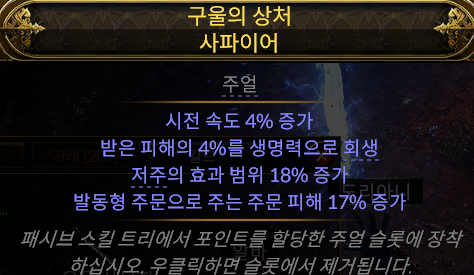 구울의 상처
사파이어
주얼
시전 속도 4% 증가
받은 피해의 4%를 생명력으로 회생
저주의 효과 범위 18% 증가
발동형 주문으로 주는 주문 피해 17% 증가
패시브 스킬 트리에서 포인트를 할당한 주얼 슬롯에 장착
하십시오. 우클릭하면 슬롯에서 제거됩니다.